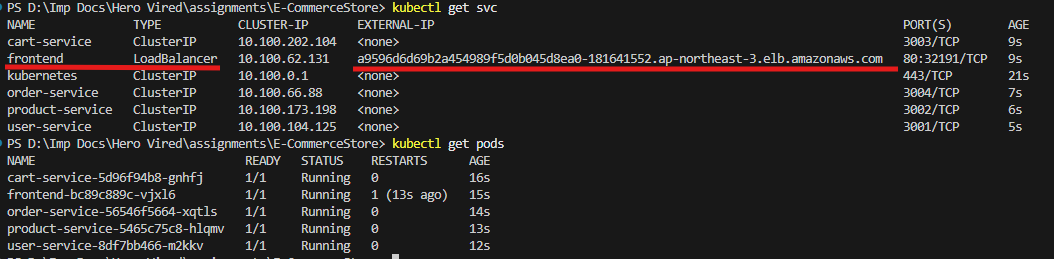 PS D:\Imp Docs\Hero Vired\assignments\E-CommerceStore> kubectl get svc
NAME TYPE CLUSTER-IP EXTERNAL-IP PORT(S) AGE
cart-service ClusterIP 10.100.202.104 <none> 3003/TCP 9s
frontend LoadBalancer 10.100.62.131 a9596d6d69b2a454989f5d0b045d8ea0-181641552.ap-northeast-3.elb.amazonaws.com 80:32191/TCP 9s
kubernetes ClusterIP 10.100.0.1 <none> 443/TCP 21s
order-service ClusterIP 10.100.66.88 <none> 3004/TCP 7s
product-service ClusterIP 10.100.173.198 <none> 3002/TCP 6s
user-service ClusterIP 10.100.104.125 <none> 3001/TCP 5s
PS D:\Imp Docs\Hero Vired\assignments\E-CommerceStore> kubectl get pods
NAME READY STATUS RESTARTS AGE
cart-service-5d96f94b8-gnhfj 1/1 Running 0 16s
frontend-bc89c889c-vjxl6 1/1 Running 1 (13s ago) 15s
order-service-56546f5664-xqtls 1/1 Running 0 14s
product-service-5465c75c8-hlqmv 1/1 Running 0 13s
user-service-8df7bb466-m2kkv 1/1 Running 0 12s
PS D:\Imp Docs\Hero Vired\assignments\E-CommerceStore>